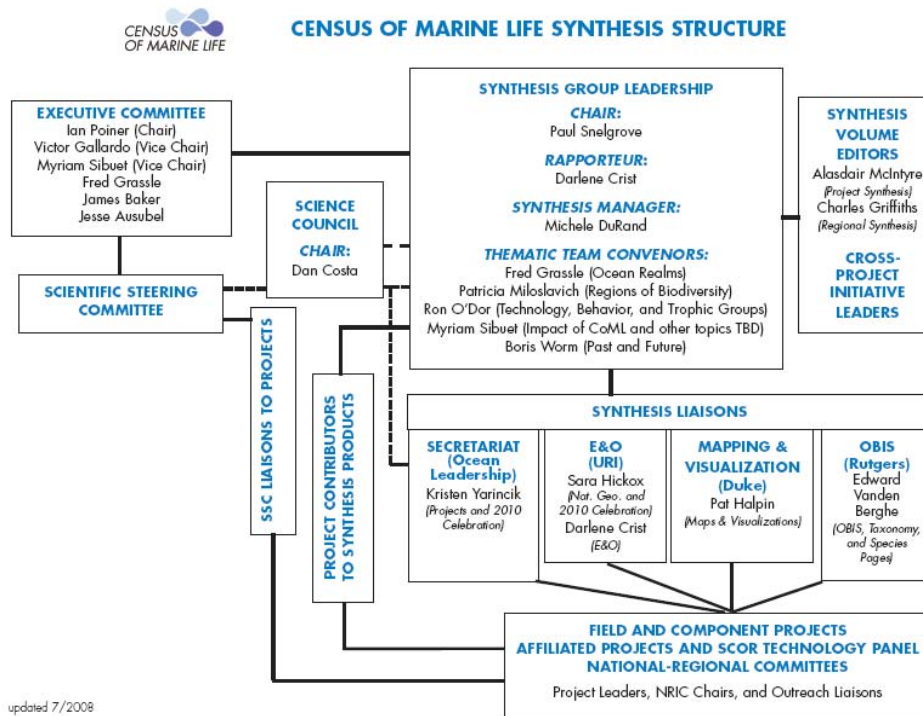 CENSUS
OF MARINE LIFE
CENSUS OF MARINE LIFE SYNTHESIS STRUCTURE
EXECUTIVE COMMITTEE
Ian Poiner (Chair)
Victor Gallardo (Vice Chair)
Myriam Sibuet (Vice Chair)
Fred Grassle
James Baker
Jesse Ausubel
SCIENTIFIC STEERING
COMMITTEE
SCIENCE
COUNCIL
CHAIR:
Dan Costa
SYNTHESIS GROUP LEADERSHIP
CHAIR:
Paul Snelgrove
RAPPORTEUR:
Darlene Crist
SYNTHESIS MANAGER:
Michele DuRand
THEMATIC TEAM CONVENORS:
Fred Grassle (Ocean Realms)
Patricia Miloslavich (Regions of Biodiversity)
Ron O'Dor (Technology, Behavior, and Trophic Groups)
Myriam Sibuet (Impact of CoML and other topics TBD)
Boris Worm (Past and Future)
SYNTHESIS
VOLUME
EDITORS
Alasdair McIntyre
(Project Synthesis)
Charles Griffiths
(Regional Synthesis)
CROSS-
PROJECT
INITIATIVE
LEADERS
SSC LIAISONS TO PROJECTS
PROJECT CONTRIBUTORS
TO SYNTHESIS PRODUCTS
SYNTHESIS LIAISONS
SECRETARIAT
(Ocean
Leadership)
Kristen Yarincik
(Projects and 2010
Celebration)
E&O
(URI)
Sara Hickox
(Nat. Geo. and
2010 Celebration)
Darlene Crist
(E&O)
MAPPING &
VISUALIZATION
(Duke)
Pat Halpin
(Maps & Visualizations)
OBIS
(Rutgers)
Edward
Vanden
Berghe
(OBIS, Taxonomy,
and Species
Pages)
FIELD AND COMPONENT PROJECTS
AFFILIATED PROJECTS AND SCOR TECHNOLOGY PANEL
NATIONAL-REGIONAL COMMITTEES
Project Leaders, NRIC Chairs, and Outreach Liaisons
updated 7/2008